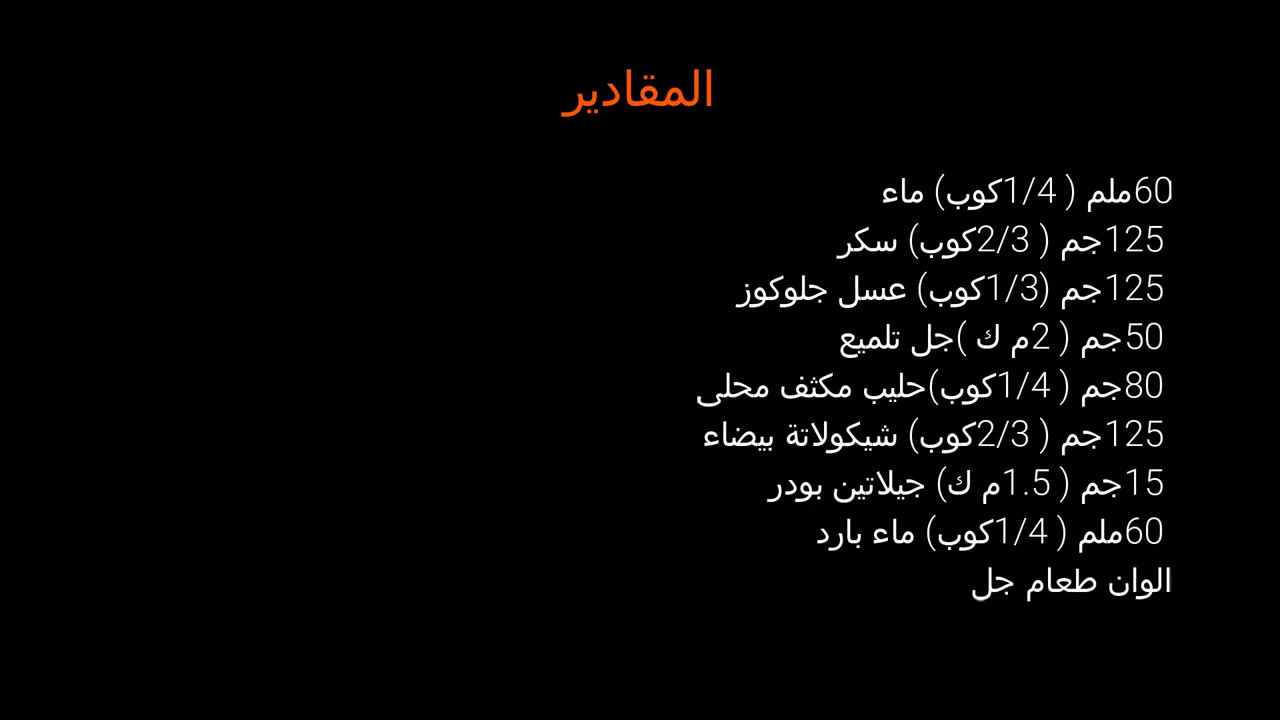 المقادير
60ملم ( 1/4كوب) ماء
125جم ( 2/3كوب) سكر
125جم (1/3كوب) عسل جلوكوز
50جم ( 2م ك )جل تلميع
80جم ( 1/4كوب)حليب مكثف محلى
125جم ( 2/3كوب) شيكولاتة بيضاء
15جم ( 1.5م ك) جيلاتين بودر
60ملم ( 1/4كوب) ماء بارد
الوان طعام جل